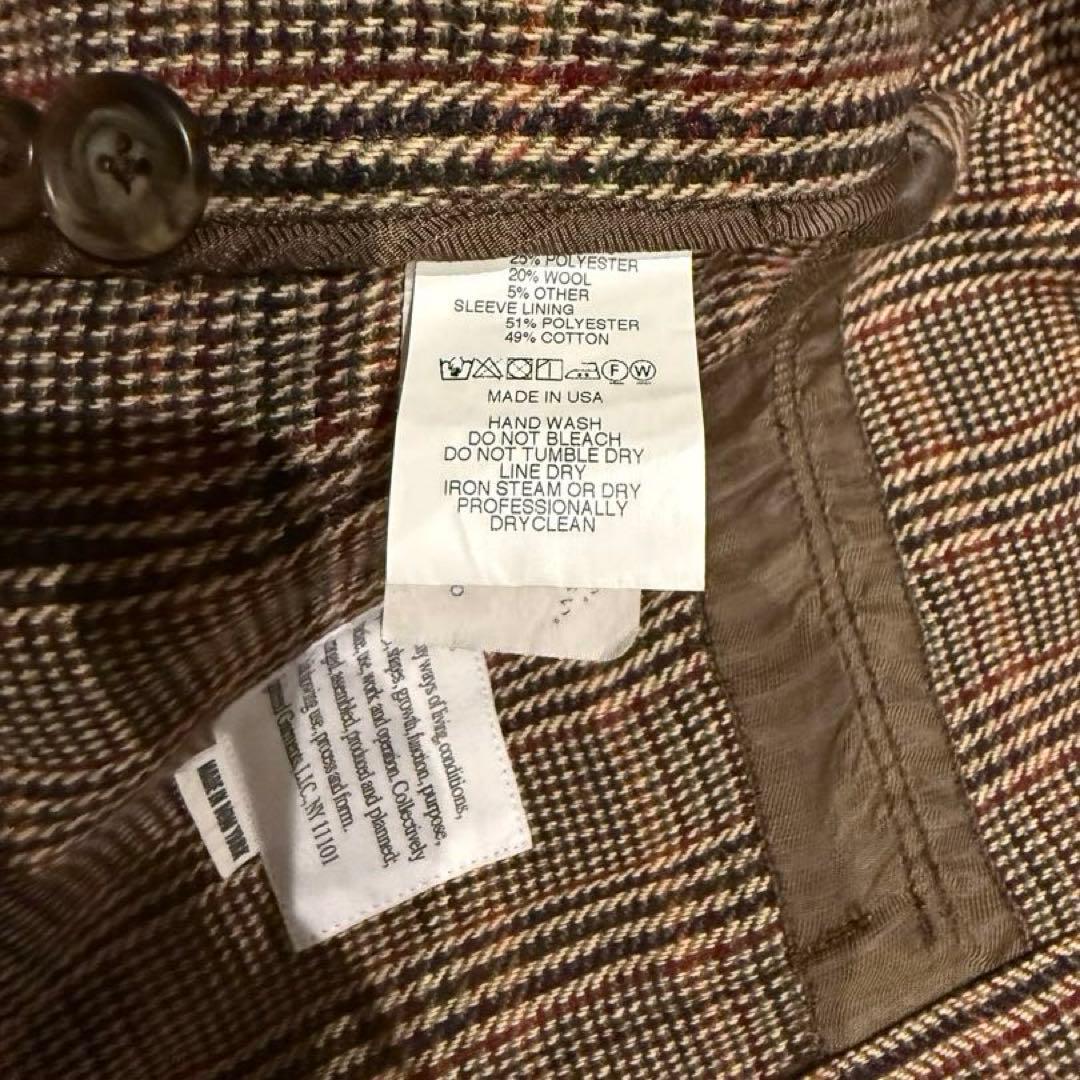 25% POLYESTER
20% WOOL
5% OTHER
SLEEVE LINING
51% POLYESTER
49% COTTON
F W
MADE IN USA
HAND WASH
DO NOT BLEACH
DO NOT TUMBLE DRY
LINE DRY
IRON STEAM OR DRY
PROFESSIONALLY
DRYCLEAN
ways of living, conditions,
shapes, growth, function, purpose,
use, work and operation. Collectively
assembled, produced and planned;
use, process and form.
Garments, LLC., NY 11101
MADE IN NEW YORK